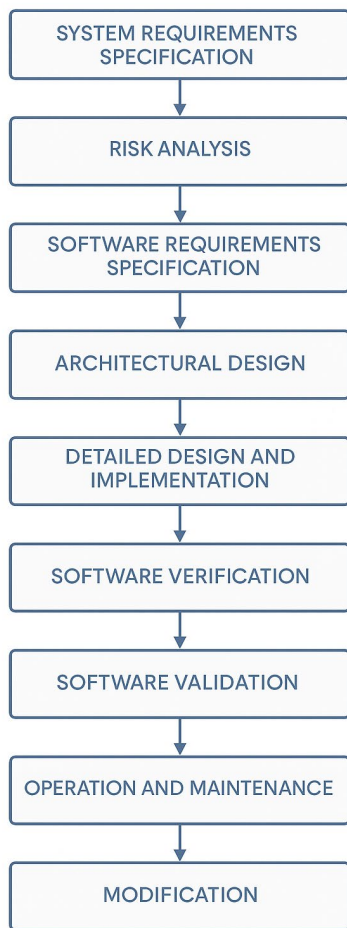 SYSTEM REQUIREMENTS
SPECIFICATION
RISK ANALYSIS
SOFTWARE REQUIREMENTS
SPECIFICATION
ARCHITECTURAL DESIGN
DETAILED DESIGN AND
IMPLEMENTATION
SOFTWARE VERIFICATION
SOFTWARE VALIDATION
OPERATION AND MAINTENANCE
MODIFICATION